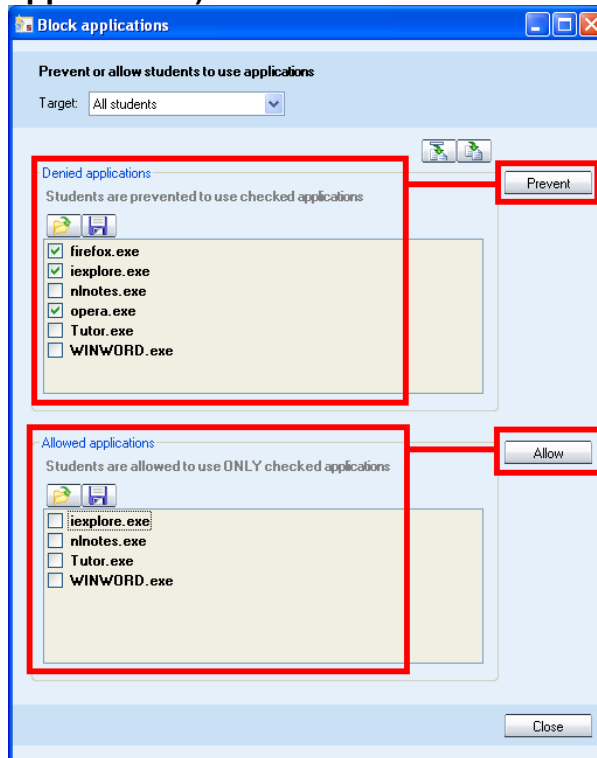 Block applications
Prevent or allow students to use applications
Target: All students
Denied applications
Prevent
Students are prevented to use checked applications
firefox.exe
iexplore.exe
nlnotes.exe
opera.exe
Tutor.exe
WINWORD.exe
Allowed applications
Allow
Students are allowed to use ONLY checked applications
iexplore.exe
nlnotes.exe
Tutor.exe
WINWORD.exe
Close